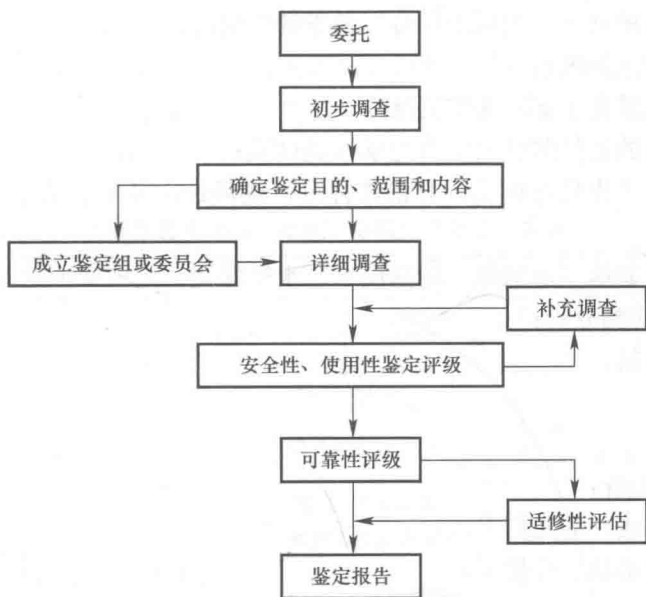 委托
初步调查
确定鉴定目的、范围和内容
成立鉴定组或委员会
详细调查
补充调查
安全性、使用性鉴定评级
可靠性评级
适修性评估
鉴定报告